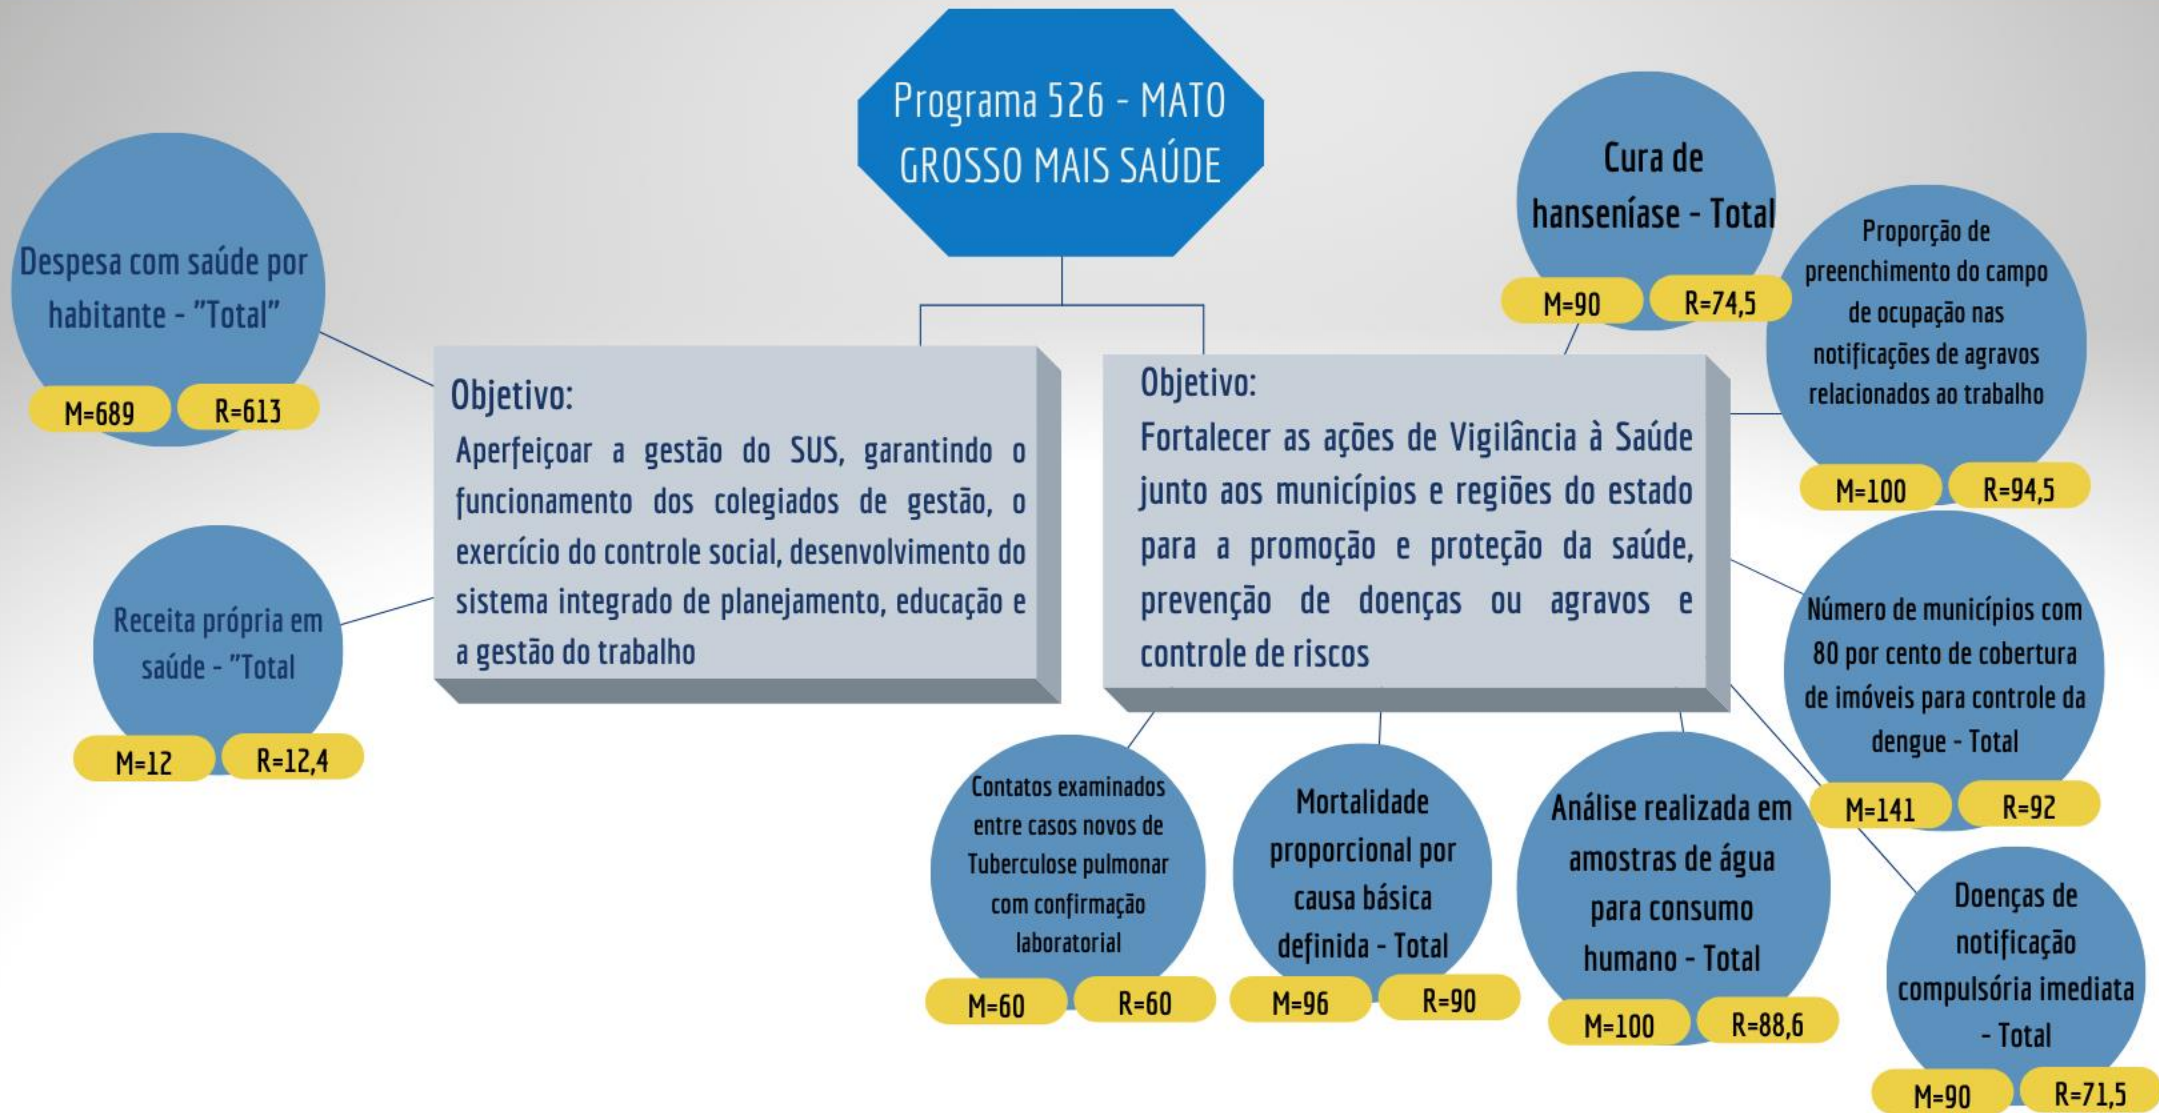 Programa 526 - MATO
GROSSO MAIS SAÚDE
Despesa com saúde por
habitante - "Total"
M=689
R=613
Receita própria em
saúde - "Total
M=12
R=12,4
Objetivo:
Aperfeiçoar a gestão do SUS, garantindo o
funcionamento dos colegiados de gestão, o
exercício do controle social, desenvolvimento do
sistema integrado de planejamento, educação e
a gestão do trabalho
Objetivo:
Fortalecer as ações de Vigilância à Saúde
junto aos municípios e regiões do estado
para a promoção e proteção da saúde,
prevenção de doenças ou agravos e
controle de riscos
Cura de
hanseníase - Total
M=90
R=74,5
Proporção de
preenchimento do campo
de ocupação nas
notificações de agravos
relacionados ao trabalho
M=100
R=94,5
Número de municípios com
80 por cento de cobertura
de imóveis para controle da
dengue - Total
M=141
R=92
Contatos examinados
entre casos novos de
Tuberculose pulmonar
com confirmação
laboratorial
M=60
R=60
Mortalidade
proporcional por
causa básica
definida - Total
M=96
R=90
Análise realizada em
amostras de água
para consumo
humano - Total
M=100
R=88,6
Doenças de
notificação
compulsória imediata
- Total
M=90
R=71,5